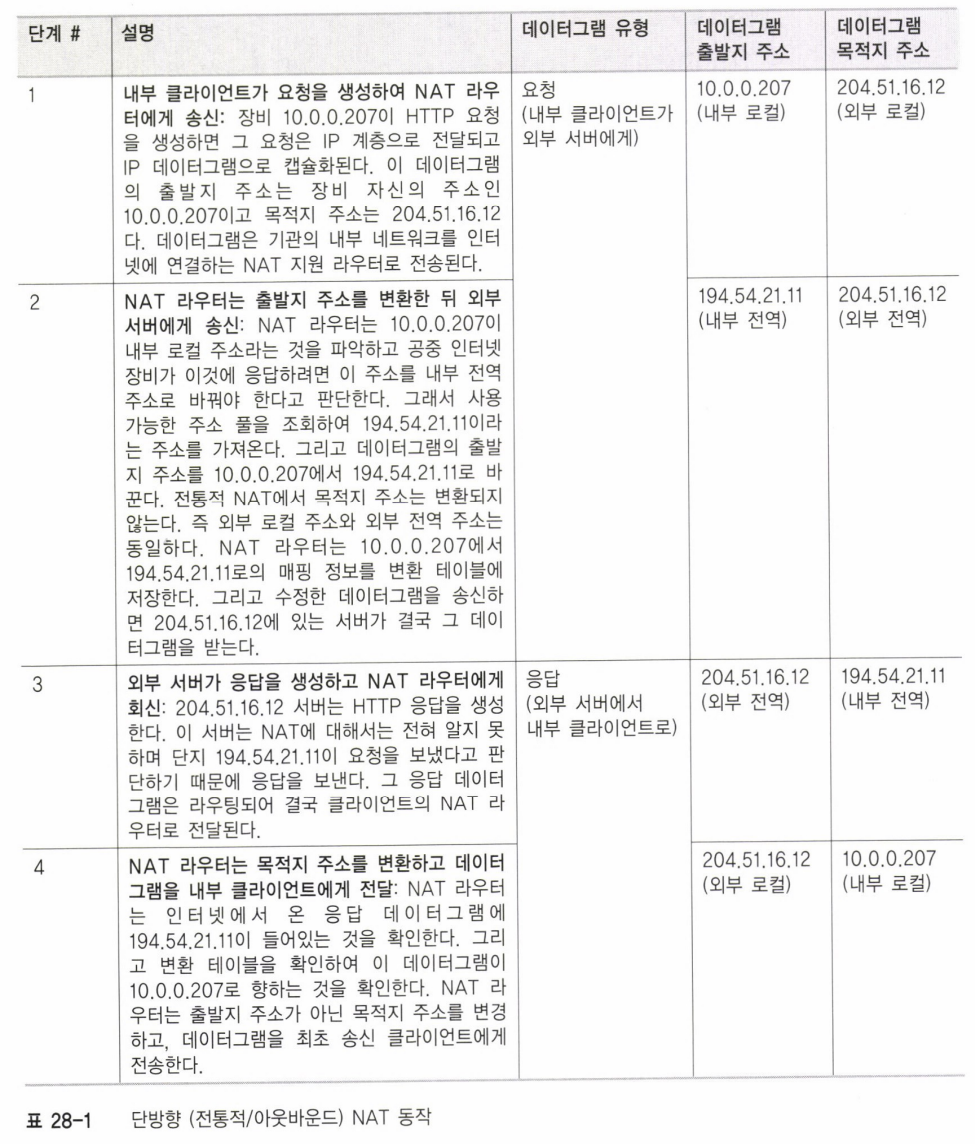 단계 #
설명
데이터그램 유형
데이터그램
출발지 주소
데이터그램
목적지 주소
1
내부 클라이언트가 요청을 생성하여 NAT 라우
터에게 송신: 장비 10.0.0.207이 HTTP 요청
을 생성하면 그 요청은 IP 계층으로 전달되고
IP 데이터그램으로 캡슐화된다. 이 데이터그램
의 출발지 주소는 장비 자신의 주소인
10.0.0.207이고 목적지 주소는 204.51.16.12
다. 데이터그램은 기관의 내부 네트워크를 인터
넷에 연결하는 NAT 지원 라우터로 전송된다.
요청
(내부 클라이언트가
외부 서버에게)
10.0.0.207
(내부 로컬)
204.51.16.12
(외부 로컬)
2
NAT 라우터는 출발지 주소를 변환한 뒤 외부
서버에게 송신: NAT 라우터는 10.0.0.207이
내부 로컬 주소라는 것을 파악하고 공중 인터넷
장비가 이것에 응답하려면 이 주소를 내부 전역
주소로 바꿔야 한다고 판단한다. 그래서 사용
가능한 주소 풀을 조회하여 194.54.21.11이라
는 주소를 가져온다. 그리고 데이터그램의 출발
지 주소를 10.0.0.207에서 194.54.21.11로 바
꾼다. 전통적 NAT에서 목적지 주소는 변환되지
않는다. 즉 외부 로컬 주소와 외부 전역 주소는
동일하다. NAT 라우터는 10.0.0.207에서
194.54.21.11로의 매핑 정보를 변환 테이블에
저장한다. 그리고 수정한 데이터그램을 송신하
면 204.51.16.12에 있는 서버가 결국 그 데이
터그램을 받는다.
194.54.21.11
(내부 전역)
204.51.16.12
(외부 전역)
3
외부 서버가 응답을 생성하고 NAT 라우터에게
회신: 204.51.16.12 서버는 HTTP 응답을 생성
한다. 이 서버는 NAT에 대해서는 전혀 알지 못
하며 단지 194.54.21.11이 요청을 보냈다고 판
단하기 때문에 응답을 보낸다. 그 응답 데이터
그램은 라우팅되어 결국 클라이언트의 NAT 라
우터로 전달된다.
응답
(외부 서버에서
내부 클라이언트로)
204.51.16.12
(외부 전역)
194.54.21.11
(내부 전역)
4
NAT 라우터는 목적지 주소를 변환하고 데이터
그램을 내부 클라이언트에게 전달: NAT 라우터
는 인터넷에서 온 응답 데이터그램에
194.54.21.11이 들어있는 것을 확인한다. 그리
고 변환 테이블을 확인하여 이 데이터그램이
10.0.0.207로 향하는 것을 확인한다. NAT 라
우터는 출발지 주소가 아닌 목적지 주소를 변경
하고, 데이터그램을 최초 송신 클라이언트에게
전송한다.
204.51.16.12
(외부 로컬)
10.0.0.207
(내부 로컬)
표 28-1 단방향 (전통적/아웃바운드) NAT 동작